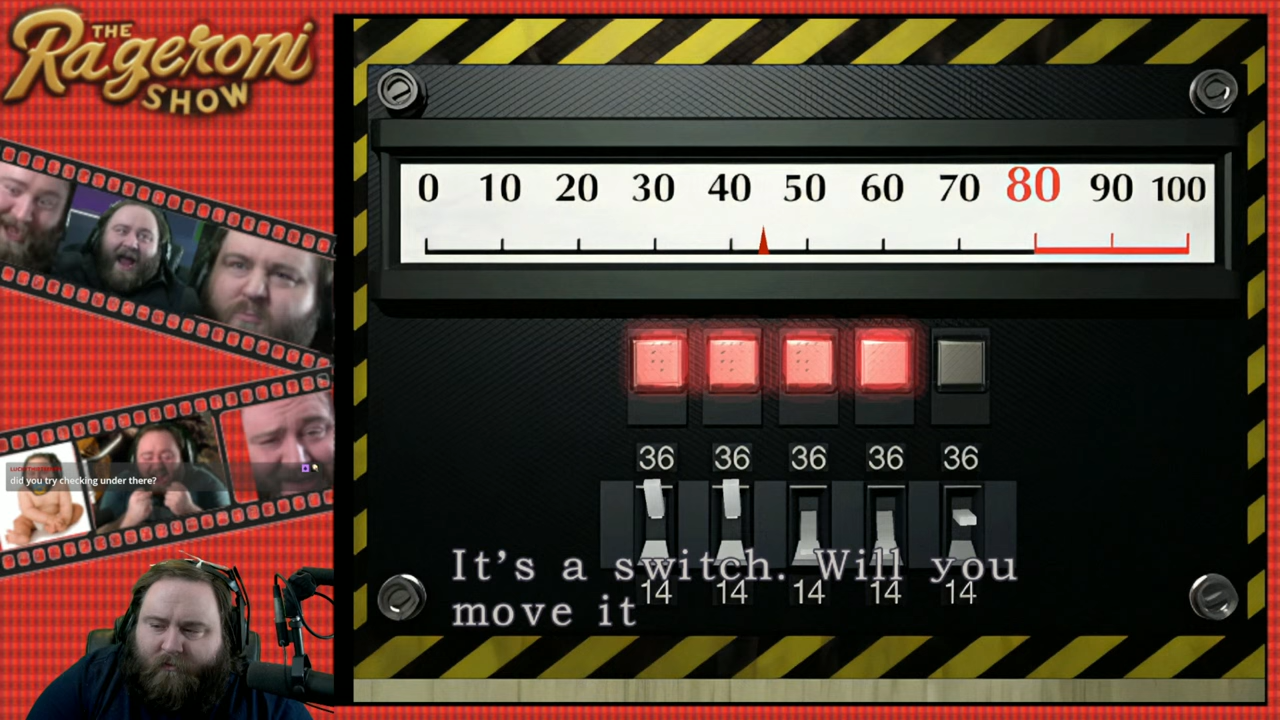 THE
Rageroni
SHOW
0 10 20 30 40 50 60 70 80 90 100
36 36 36 36 36
14 14 14 14 14
It's a switch. Will you
move it
did you try checking under there?